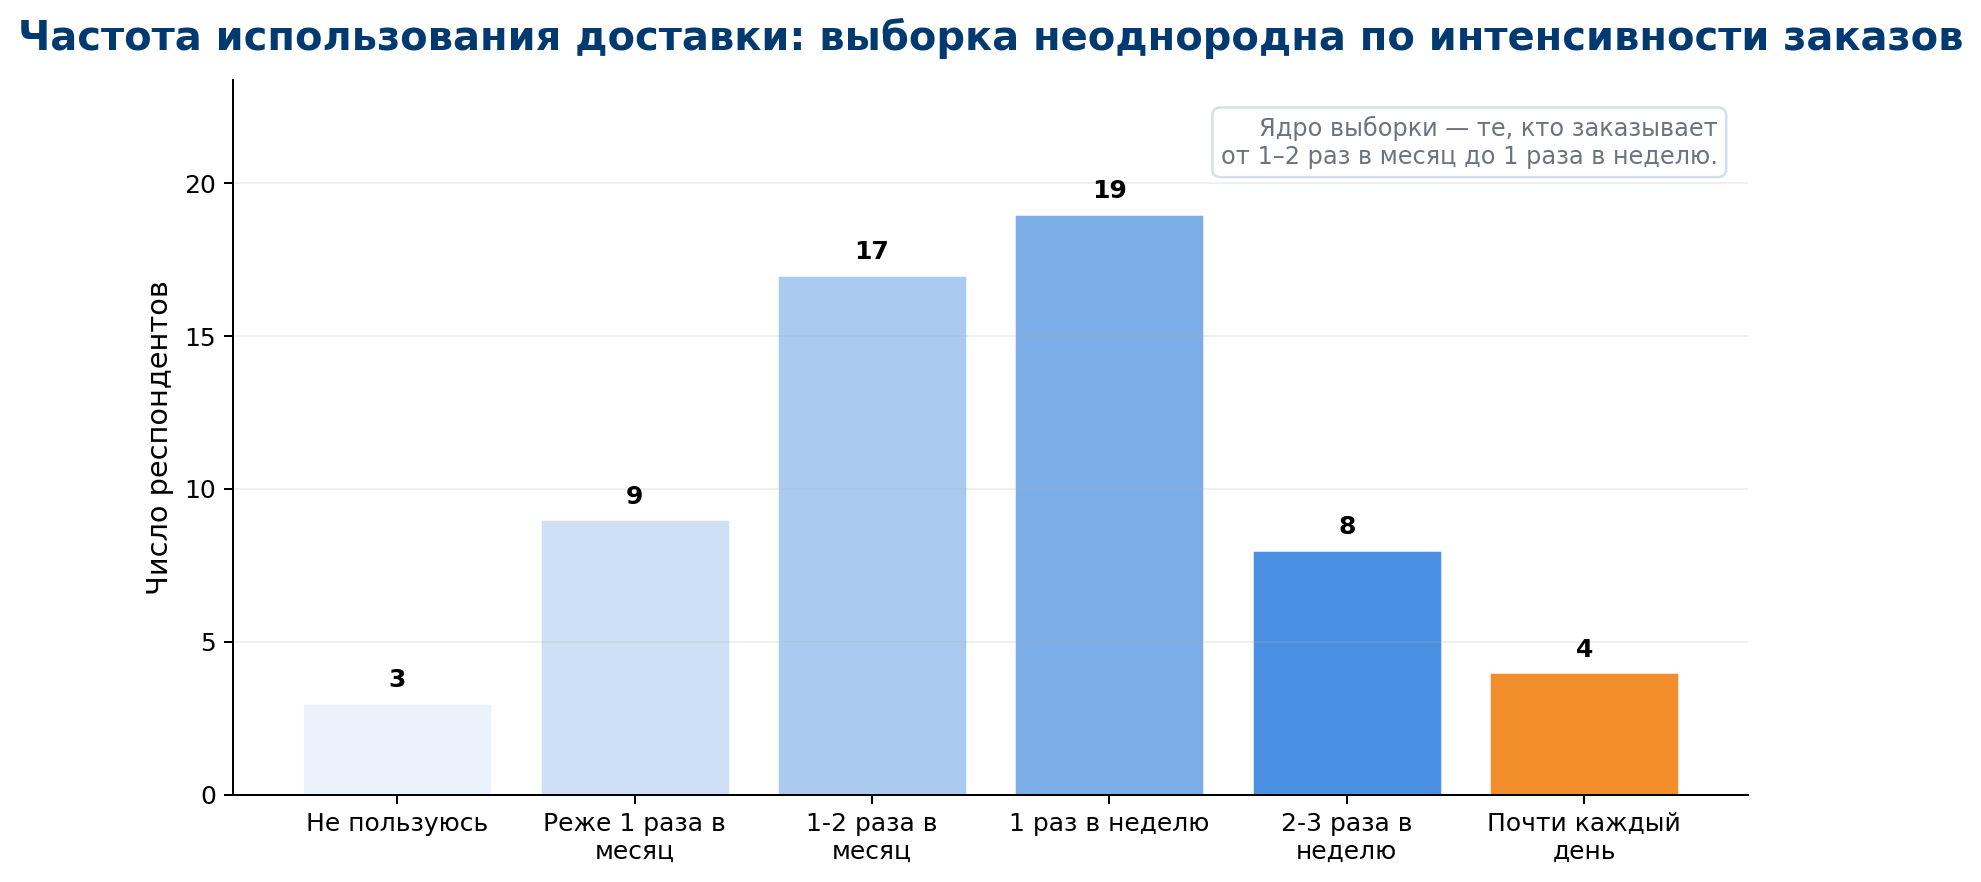 Частота использования доставки: выборка неоднородна по интенсивности заказов
Ядро выборки — те, кто заказывает
от 1–2 раз в месяц до 1 раза в неделю.
Число респондентов
20
15
10
5
0
3
9
17
19
8
4
Не пользуюсь
Реже 1 раза в
месяц
1-2 раза в
месяц
1 раз в неделю
2-3 раза в
неделю
Почти каждый
день